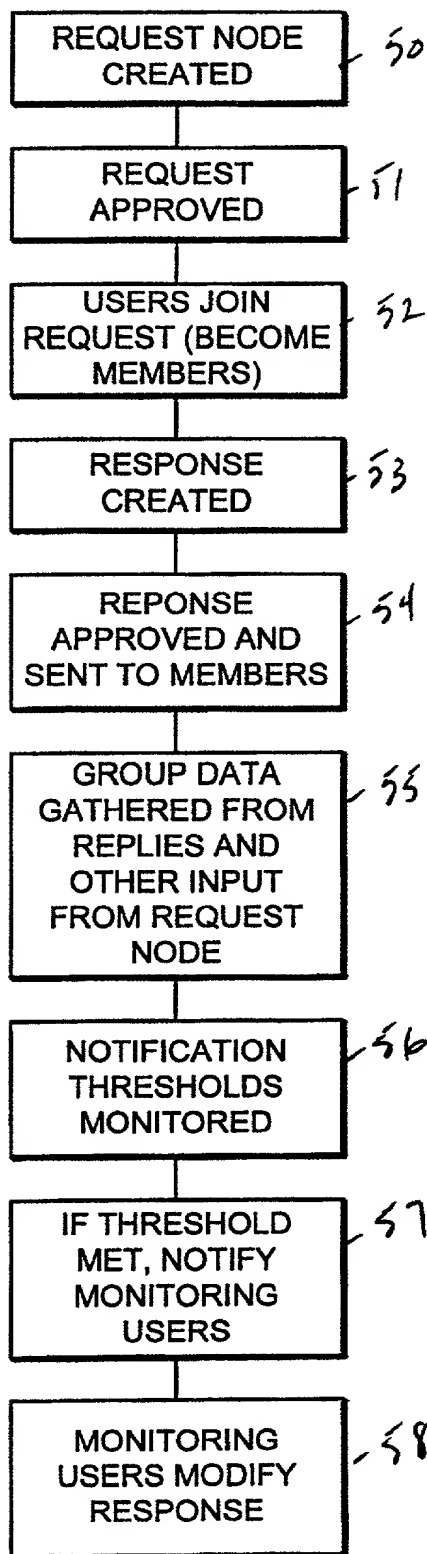 REQUEST NODE
CREATED
50
REQUEST
APPROVED
51
USERS JOIN
REQUEST (BECOME
MEMBERS)
52
RESPONSE
CREATED
53
REPONSE
APPROVED AND
SENT TO MEMBERS
54
GROUP DATA
GATHERED FROM
REPLIES AND
OTHER INPUT
FROM REQUEST
NODE
55
NOTIFICATION
THRESHOLDS
MONITORED
56
IF THRESHOLD
MET, NOTIFY
MONITORING
USERS
57
MONITORING
USERS MODIFY
RESPONSE
58